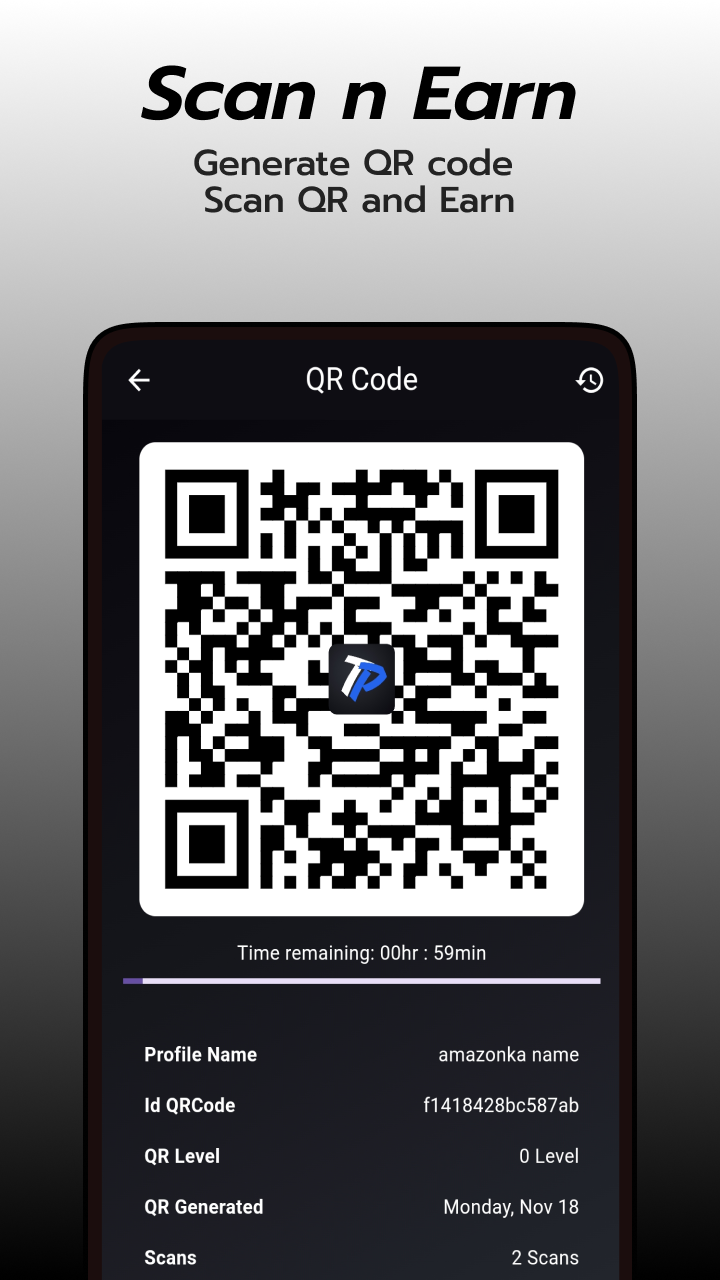 Scan n Earn
Generate QR code
Scan QR and Earn
QR Code
TP
Time remaining: 00hr : 59min
Profile Name amazonka name
Id QRCode f1418428bc587ab
QR Level 0 Level
QR Generated Monday, Nov 18
Scans 2 Scans